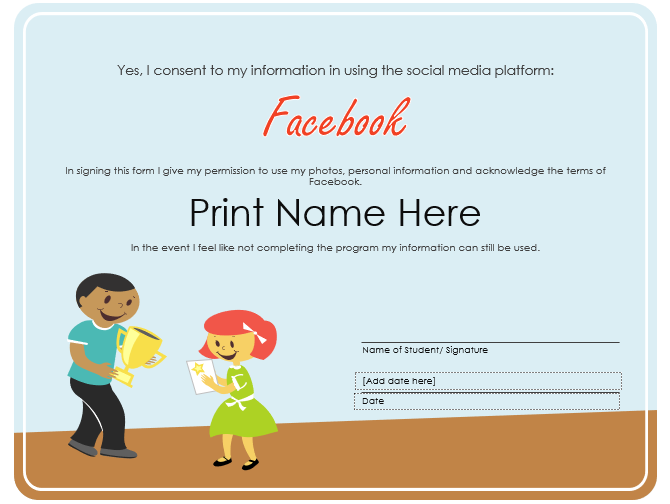 Yes, I consent to my information in using the social media platform:
Facebook
In signing this form I give my permission to use my photos, personal information and acknowledge the terms of
Facebook.
Print Name Here
In the event I feel like not completing the program my information can still be used.
Name of Student/ Signature
[Add date here]
Date